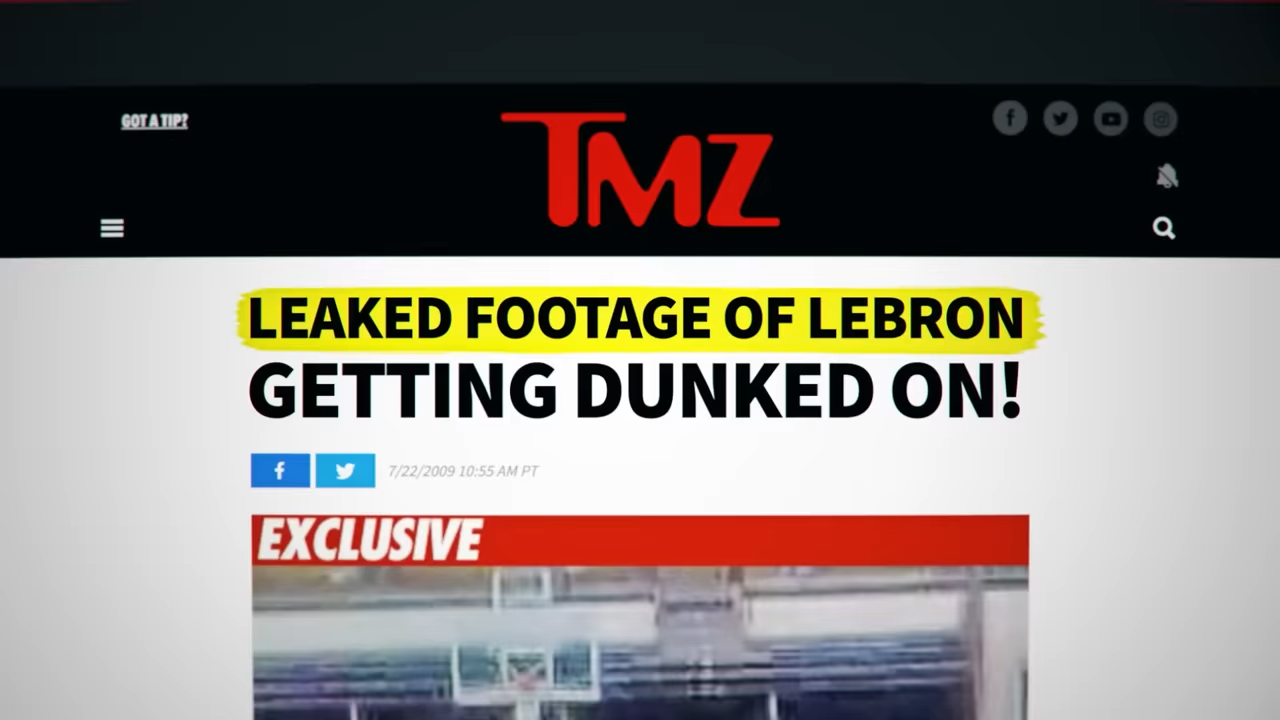 GOT A TIP?
TMZ
LEAKED FOOTAGE OF LEBRON
GETTING DUNKED ON!
7/22/2009 10:55 AM PT
EXCLUSIVE